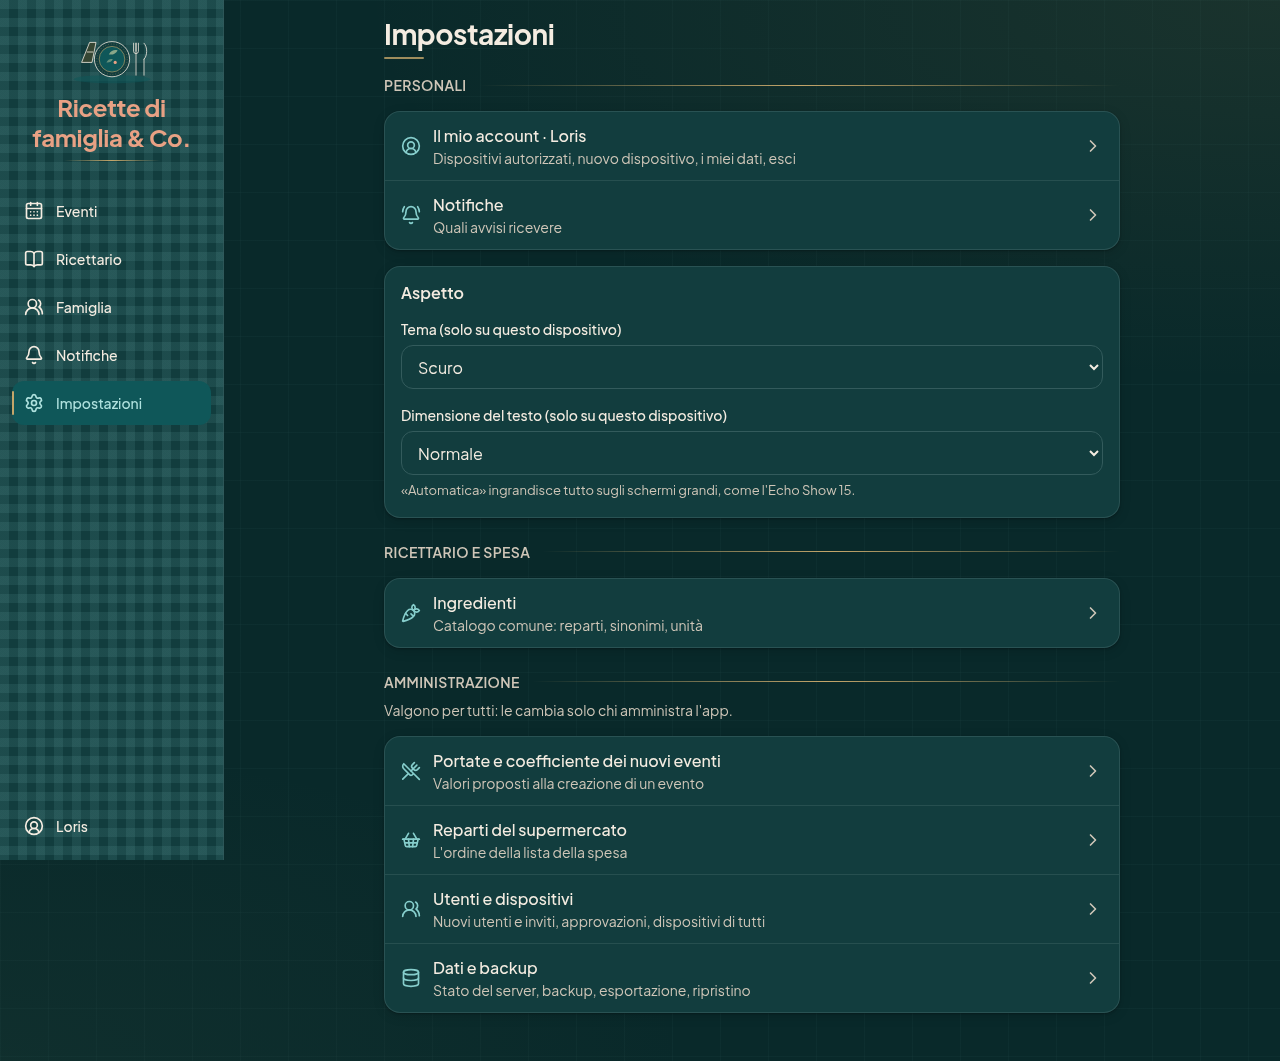 Ricette di
famiglia & Co.
Eventi
Ricettario
Famiglia
Notifiche
Impostazioni
Loris
Impostazioni
PERSONALI
Il mio account · Loris
Dispositivi autorizzati, nuovo dispositivo, i miei dati, esci
Notifiche
Quali avvisi ricevere
Aspetto
Tema (solo su questo dispositivo)
Scuro
Dimensione del testo (solo su questo dispositivo)
Normale
«Automatica» ingrandisce tutto sugli schermi grandi, come l'Echo Show 15.
RICETTARIO E SPESA
Ingredienti
Catalogo comune: reparti, sinonimi, unità
AMMINISTRAZIONE
Valgono per tutti: le cambia solo chi amministra l'app.
Portate e coefficiente dei nuovi eventi
Valori proposti alla creazione di un evento
Reparti del supermercato
L'ordine della lista della spesa
Utenti e dispositivi
Nuovi utenti e inviti, approvazioni, dispositivi di tutti
Dati e backup
Stato del server, backup, esportazione, ripristino